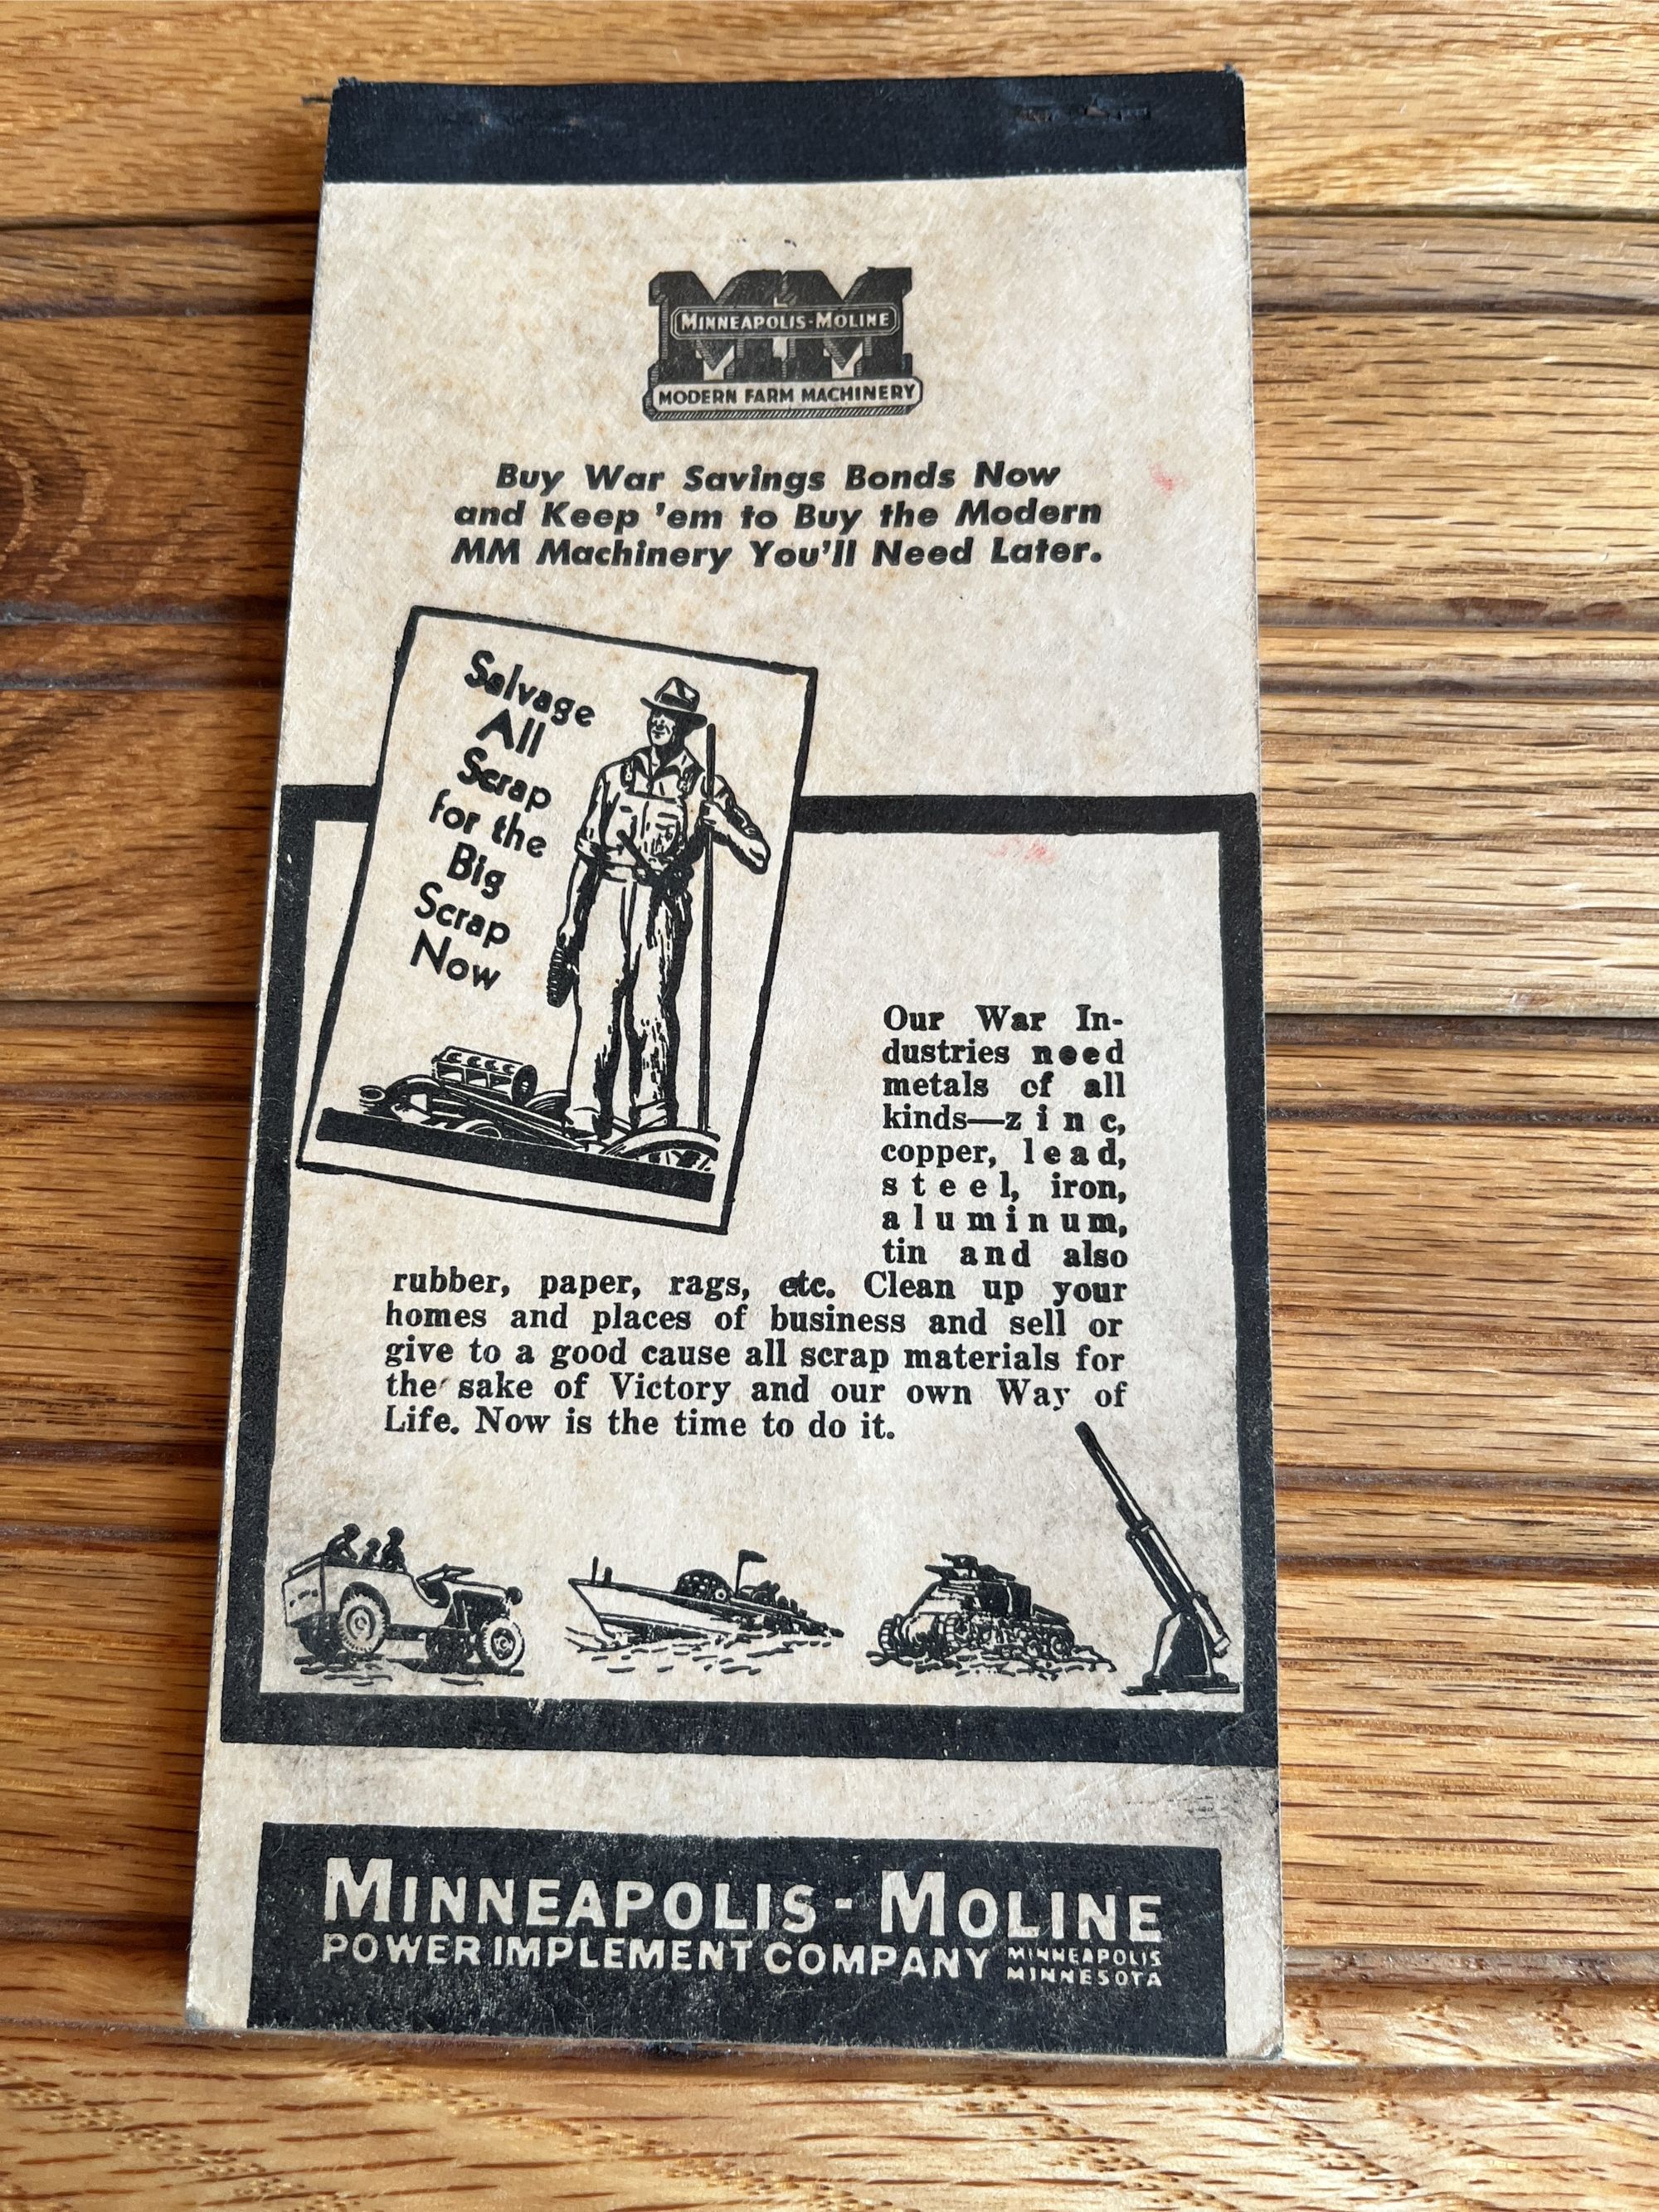 MINNEAPOLIS-MOLINE
MODERN FARM MACHINERY
Buy War Savings Bonds Now
and Keep 'em to Buy the Modern
MM Machinery You'll Need Later.
Salvage
All
Scrap
for the
Big
Scrap
Now
Our War In-
dustries need
metals of all
kinds—zinc,
copper, lead,
steel, iron,
aluminum,
tin and also
rubber, paper, rags, etc. Clean up your
homes and places of business and sell or
give to a good cause all scrap materials for
the sake of Victory and our own Way of
Life. Now is the time to do it.
MINNEAPOLIS - MOLINE
POWER IMPLEMENT COMPANY MINNEAPOLIS
MINNESOTA